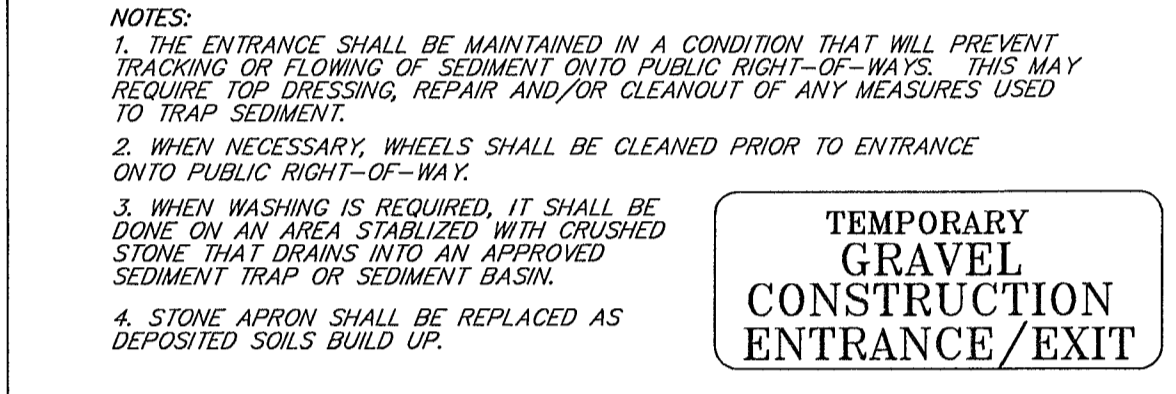 NOTES:
1. THE ENTRANCE SHALL BE MAINTAINED IN A CONDITION THAT WILL PREVENT
TRACKING OR FLOWING OF SEDIMENT ONTO PUBLIC RIGHT-OF-WAYS. THIS MAY
REQUIRE TOP DRESSING, REPAIR AND/OR CLEANOUT OF ANY MEASURES USED
TO TRAP SEDIMENT.
2. WHEN NECESSARY, WHEELS SHALL BE CLEANED PRIOR TO ENTRANCE
ONTO PUBLIC RIGHT-OF-WAY.
3. WHEN WASHING IS REQUIRED, IT SHALL BE
DONE ON AN AREA STABLIZED WITH CRUSHED
STONE THAT DRAINS INTO AN APPROVED
SEDIMENT TRAP OR SEDIMENT BASIN.
4. STONE APRON SHALL BE REPLACED AS
DEPOSITED SOILS BUILD UP.
TEMPORARY
GRAVEL
CONSTRUCTION
ENTRANCE/EXIT